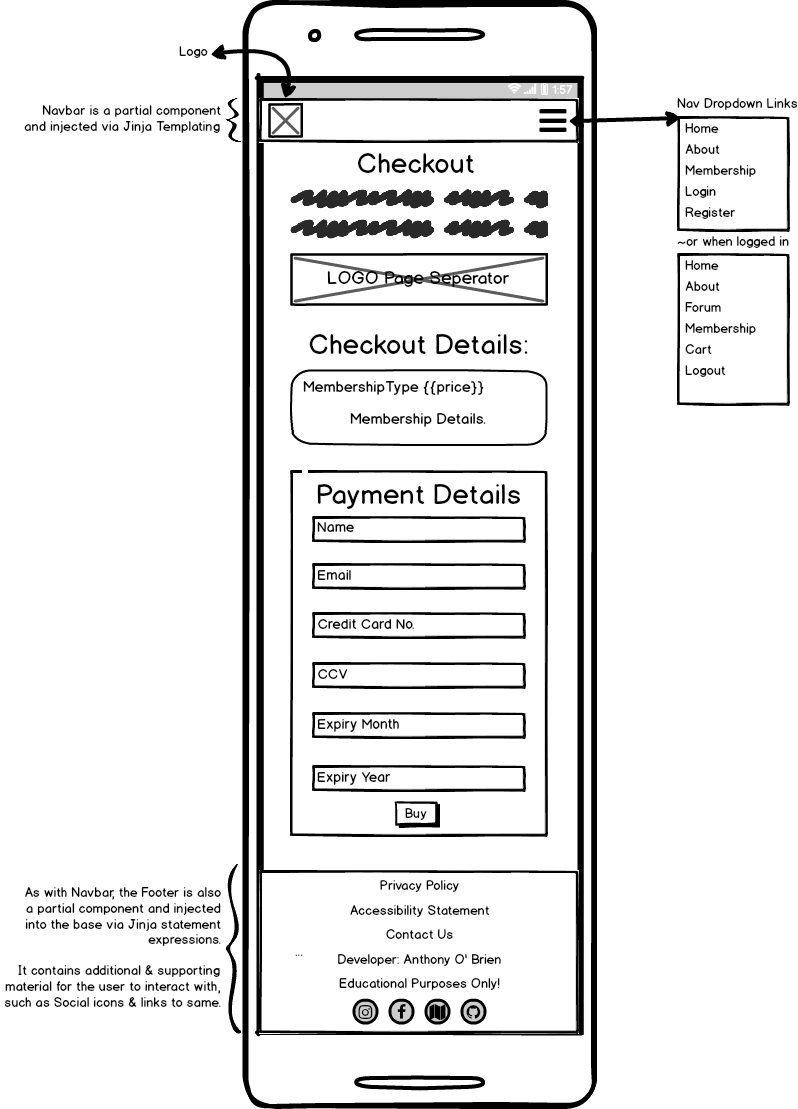 Logo
1:57
Navbar is a partial component
and injected via Jinja Templating
Nav Dropdown Links
Home
About
Membership
Login
Register
~or when logged in
Home
About
Forum
Membership
Cart
Logout
Checkout
LOGO Page Seperator
Checkout Details:
MembershipType {{price}}
Membership Details.
Payment Details
Name
Email
Credit Card No.
CCV
Expiry Month
Expiry Year
Buy
As with Navbar, the Footer is also
a partial component and injected
into the base via Jinja statement
expressions.
It contains additional & supporting
material for the user to interact with,
such as Social icons & links to same.
Privacy Policy
Accessibility Statement
Contact Us
...
Developer: Anthony O' Brien
Educational Purposes Only!